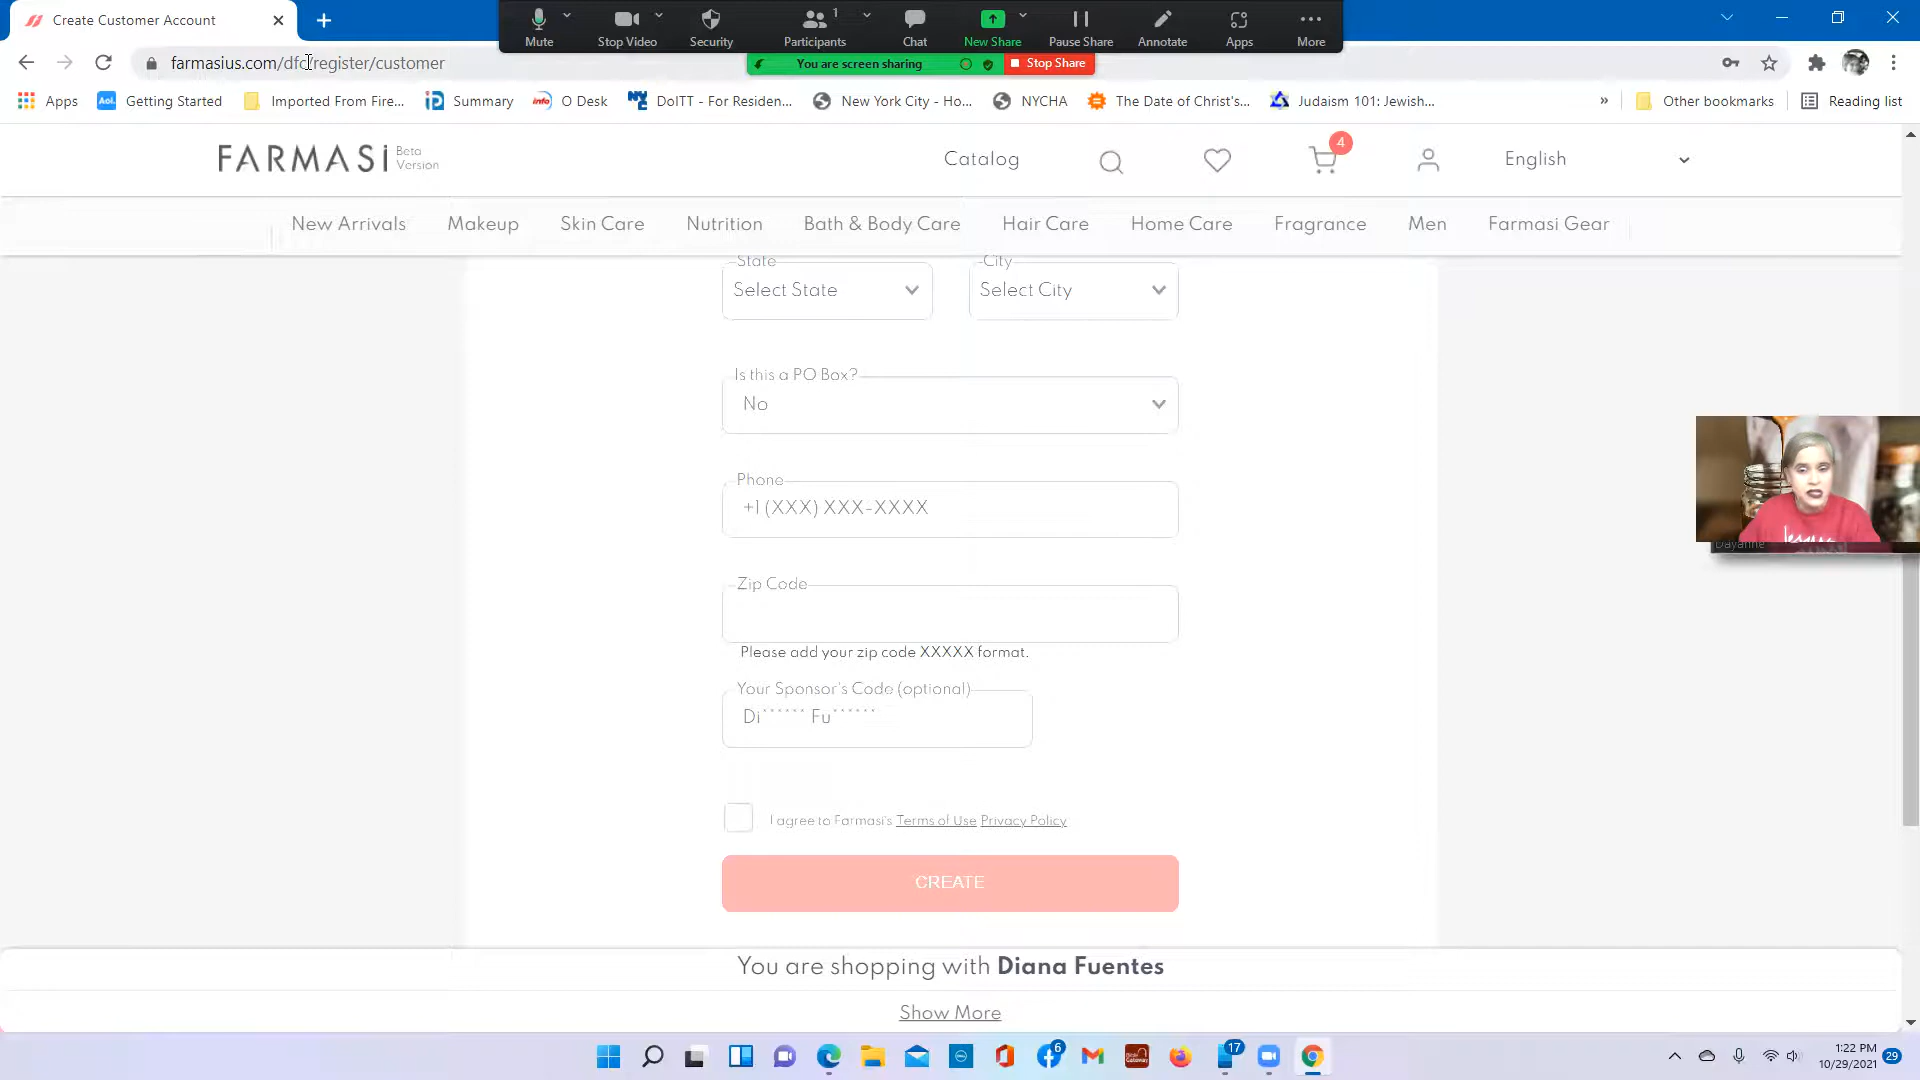 Create Customer Account
Mute
Stop Video
Security
Participants
1
Chat
New Share
Pause Share
Annotate
Apps
More
farmasius.com/dfc/register/customer
You are screen sharing
Stop Share
Apps
Getting Started
Imported From Fire...
Summary
O Desk
DoITT - For Residen...
New York City - Ho...
NYCHA
The Date of Christ's...
Judaism 101: Jewish...
»
Other bookmarks
Reading list
FARMASI
Beta
Version
Catalog
4
English
New Arrivals
Makeup
Skin Care
Nutrition
Bath & Body Care
Hair Care
Home Care
Fragrance
Men
Farmasi Gear
State
City
Select State
Select City
Is this a PO Box?
No
Phone
+1 (XXX) XXX-XXXX
Zip Code
Please add your zip code XXXXX format.
Your Sponsor's Code (optional)
Di****** Fu******
I agree to Farmasi's Terms of Use Privacy Policy
CREATE
You are shopping with Diana Fuentes
Show More
6
17
1:22 PM
10/29/2021
29